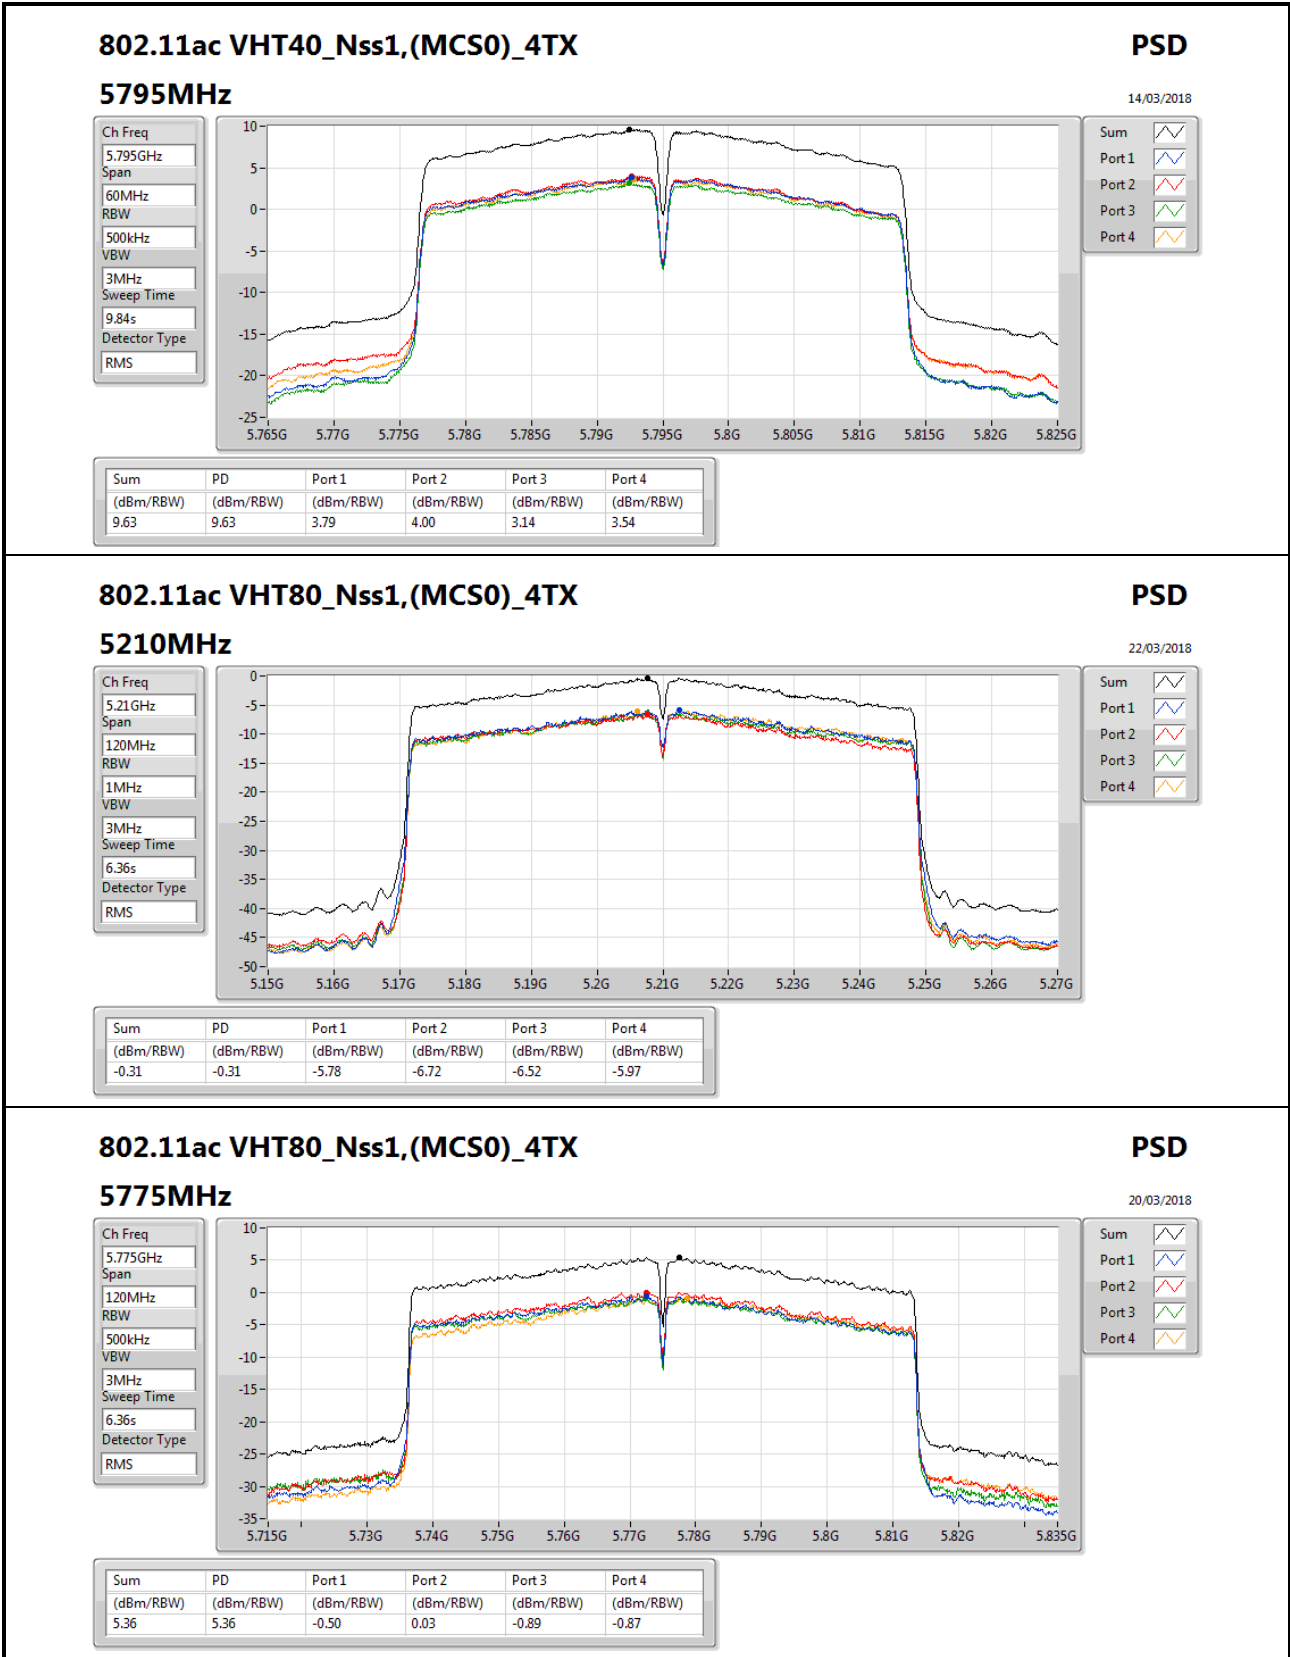 802.11ac VHT40_Nss1,(MCS0)_4TX PSD
5795MHz 14/03/2018
Ch Freq
5.795GHz
Span
60MHz
RBW
500kHz
VBW
3MHz
Sweep Time
9.84s
Detector Type
RMS
10
5
0
-5
-10
-15
-20
-25
5.765G 5.77G 5.775G 5.78G 5.785G 5.79G 5.795G 5.8G 5.805G 5.81G 5.815G 5.82G 5.825G
Sum
Port 1
Port 2
Port 3
Port 4
Sum PD Port 1 Port 2 Port 3 Port 4
(dBm/RBW) (dBm/RBW) (dBm/RBW) (dBm/RBW) (dBm/RBW) (dBm/RBW)
9.63 9.63 3.79 4.00 3.14 3.54
802.11ac VHT80_Nss1,(MCS0)_4TX PSD
5210MHz 22/03/2018
Ch Freq
5.21GHz
Span
120MHz
RBW
1MHz
VBW
3MHz
Sweep Time
6.36s
Detector Type
RMS
0
-5
-10
-15
-20
-25
-30
-35
-40
-45
-50
5.15G 5.16G 5.17G 5.18G 5.19G 5.2G 5.21G 5.22G 5.23G 5.24G 5.25G 5.26G 5.27G
Sum
Port 1
Port 2
Port 3
Port 4
Sum PD Port 1 Port 2 Port 3 Port 4
(dBm/RBW) (dBm/RBW) (dBm/RBW) (dBm/RBW) (dBm/RBW) (dBm/RBW)
-0.31 -0.31 -5.78 -6.72 -6.52 -5.97
802.11ac VHT80_Nss1,(MCS0)_4TX PSD
5775MHz 20/03/2018
Ch Freq
5.775GHz
Span
120MHz
RBW
500kHz
VBW
3MHz
Sweep Time
6.36s
Detector Type
RMS
10
5
0
-5
-10
-15
-20
-25
-30
-35
5.715G 5.73G 5.74G 5.75G 5.76G 5.77G 5.78G 5.79G 5.8G 5.81G 5.82G 5.835G
Sum
Port 1
Port 2
Port 3
Port 4
Sum PD Port 1 Port 2 Port 3 Port 4
(dBm/RBW) (dBm/RBW) (dBm/RBW) (dBm/RBW) (dBm/RBW) (dBm/RBW)
5.36 5.36 -0.50 0.03 -0.89 -0.87